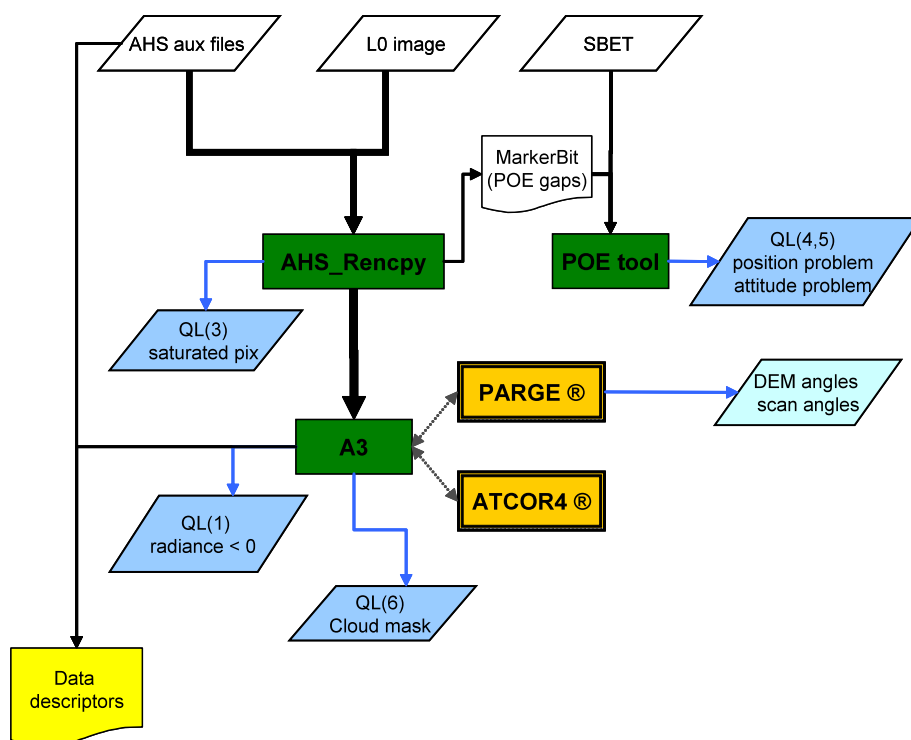 AHS aux files
L0 image
SBET
MarkerBit
(POE gaps)
AHS_Rencpy
POE tool
QL(4,5)
position problem
attitude problem
QL(3)
saturated pix
PARGE ®
DEM angles
scan angles
A3
ATCOR4 ®
QL(1)
radiance < 0
QL(6)
Cloud mask
Data
descriptors